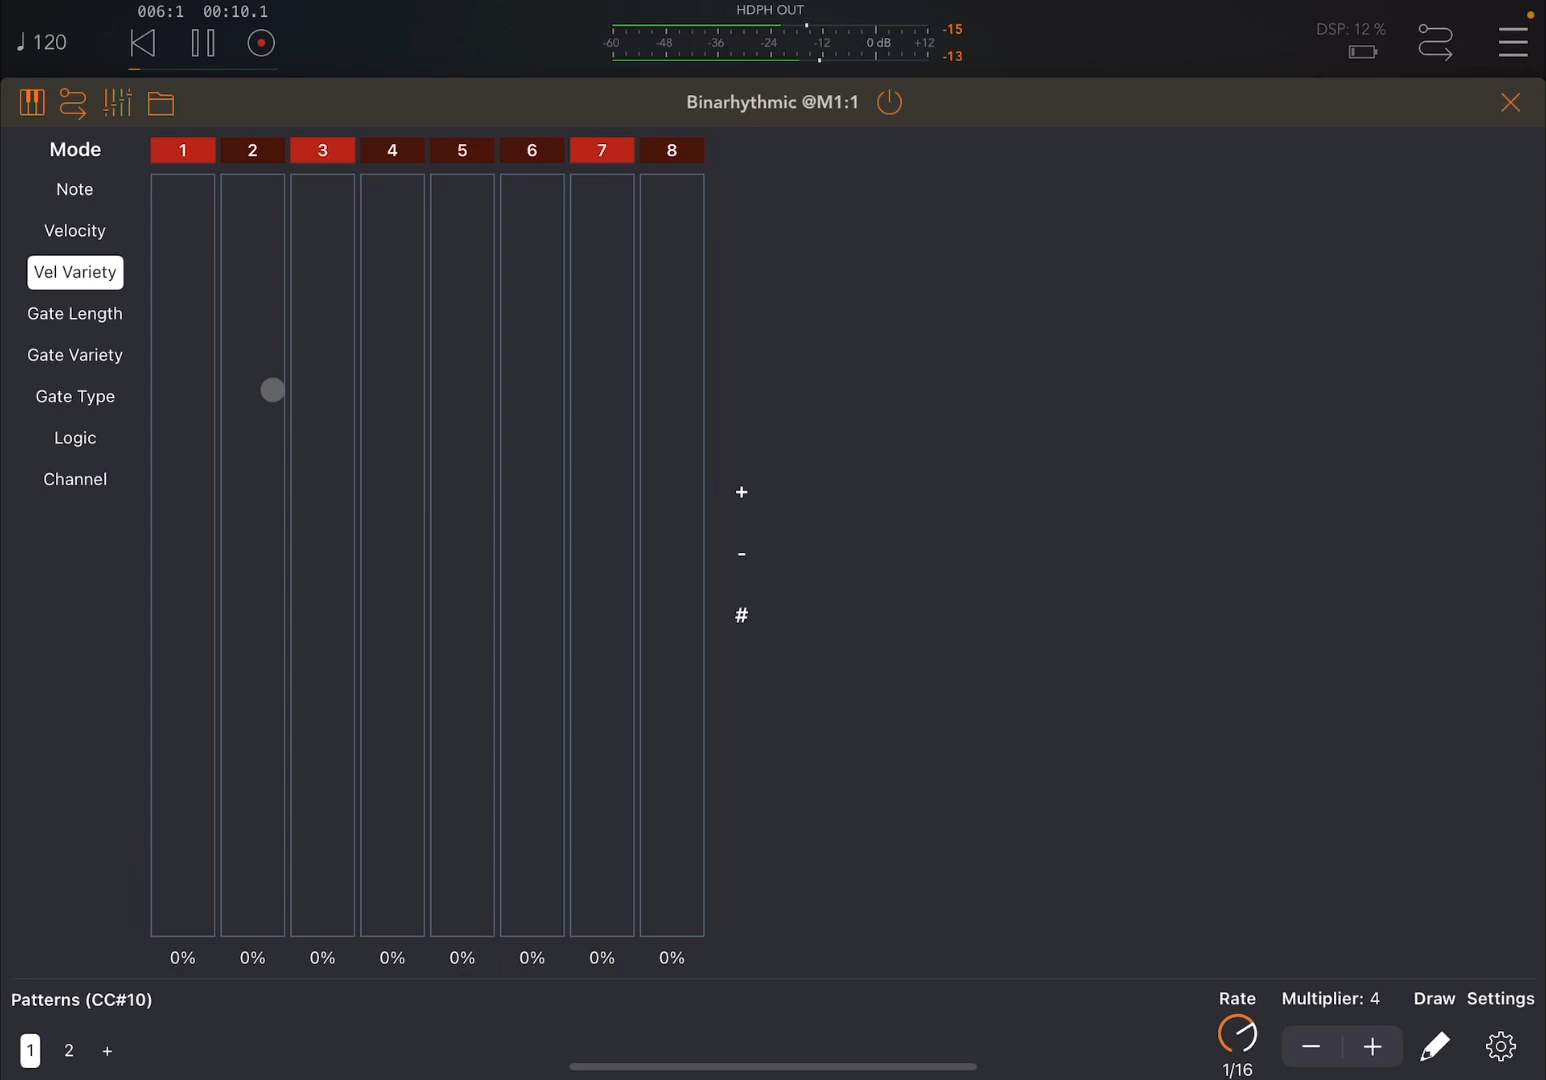 006:1 00:10.1
HDPH OUT
♩ 120
-60 -48 -36 -24 -12 0 dB +12
-15
-13
DSP: 12 %
Binarhythmic @M1:1
Mode
1 2 3 4 5 6 7 8
Note
Velocity
Vel Variety
Gate Length
Gate Variety
Gate Type
Logic
Channel
+
-
#
0% 0% 0% 0% 0% 0% 0% 0%
Patterns (CC#10)
Rate
Multiplier: 4
Draw
Settings
1 2 +
− +
1/16